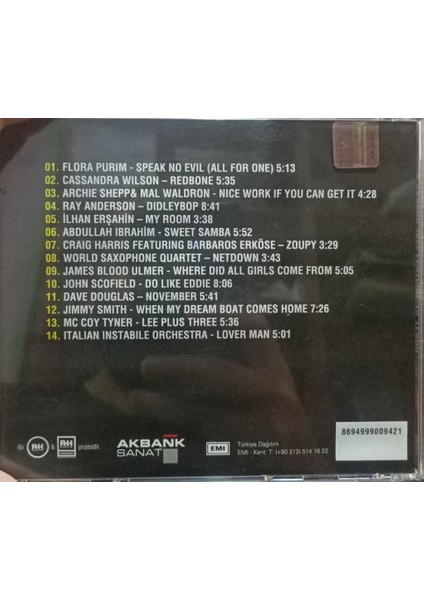 01. FLORA PURIM - SPEAK NO EVIL (ALL FOR ONE) 5:13
02. CASSANDRA WILSON – REDBONE 5:35
03. ARCHIE SHEPP& MAL WALDRON - NICE WORK IF YOU CAN GET IT 4:28
04. RAY ANDERSON – DIDLEYBOP 8:41
05. İLHAN ERŞAHİN – MY ROOM 3:38
06. ABDULLAH IBRAHIM - SWEET SAMBA 5:52
07. CRAIG HARRIS FEATURING BARBAROS ERKÖSE – ZOUPY 3:29
08. WORLD SAXOPHONE QUARTET – NETDOWN 3:43
09. JAMES BLOOD ULMER - WHERE DID ALL GIRLS COME FROM 5:05
10. JOHN SCOFIELD - DO LIKE EDDIE 8:06
11. DAVE DOUGLAS – NOVEMBER 5:41
12. JIMMY SMITH – WHEN MY DREAM BOAT COMES HOME 7:26
13. MC COY TYNER - LEE PLUS THREE 5:36
14. ITALIAN INSTABILE ORCHESTRA - LOVER MAN 5:01
8694999009421
Bir & projesidir.
AKBANK
SANAT
EMI
Türkiye Dağıtım
EMI - Kent T: (+90 212) 514 16 22